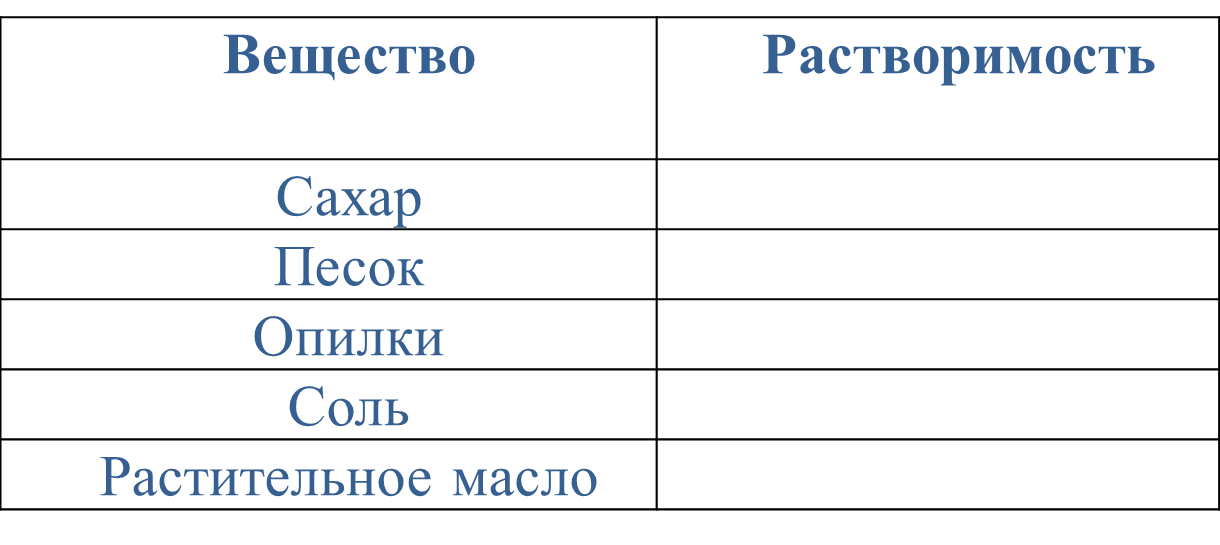 Вещество Растворимость
Сахар
Песок
Опилки
Соль
Растительное масло